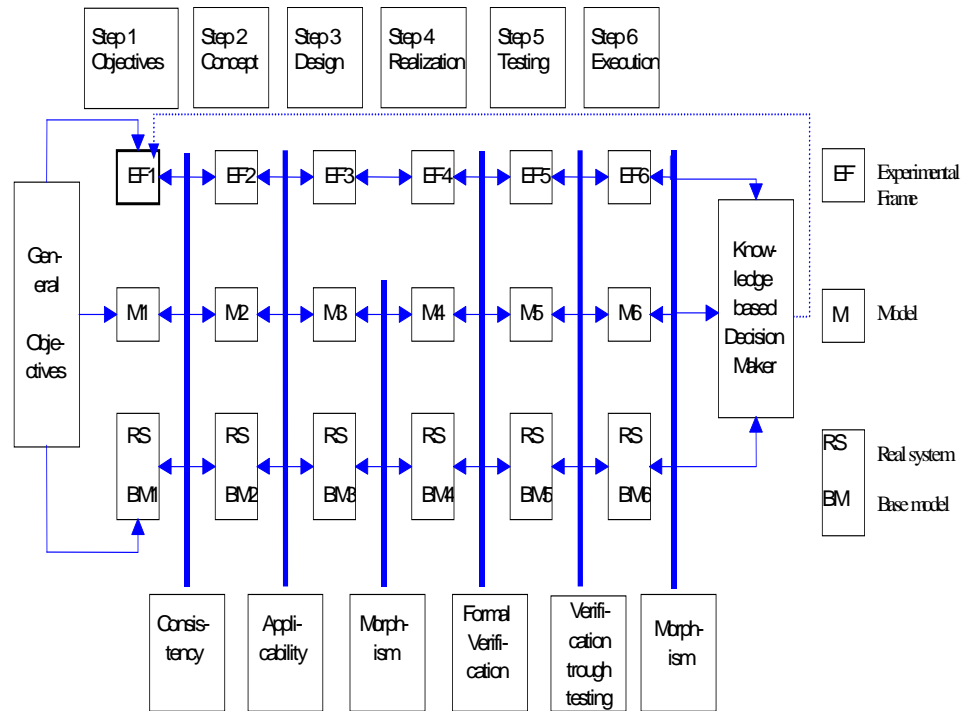 Step 1
Objectives
Step 2
Concept
Step 3
Design
Step 4
Realization
Step 5
Testing
Step 6
Execution
EF1
EF2
EF3
EF4
EF5
EF6
EF
Experimental
Frame
Gen-
eral
Objec-
ctives
M1
M2
M3
M4
M5
M6
Know-
ledge
based
Decision
Maker
M
Model
RS
BM1
RS
BM2
RS
BM3
RS
BM4
RS
BM5
RS
BM6
RS
Real system
BM
Base model
Consis-
tency
Appli-
cability
Morph-
ism
Formal
Verifi-
cation
Verifi-
cation
trough
testing
Morph-
ism